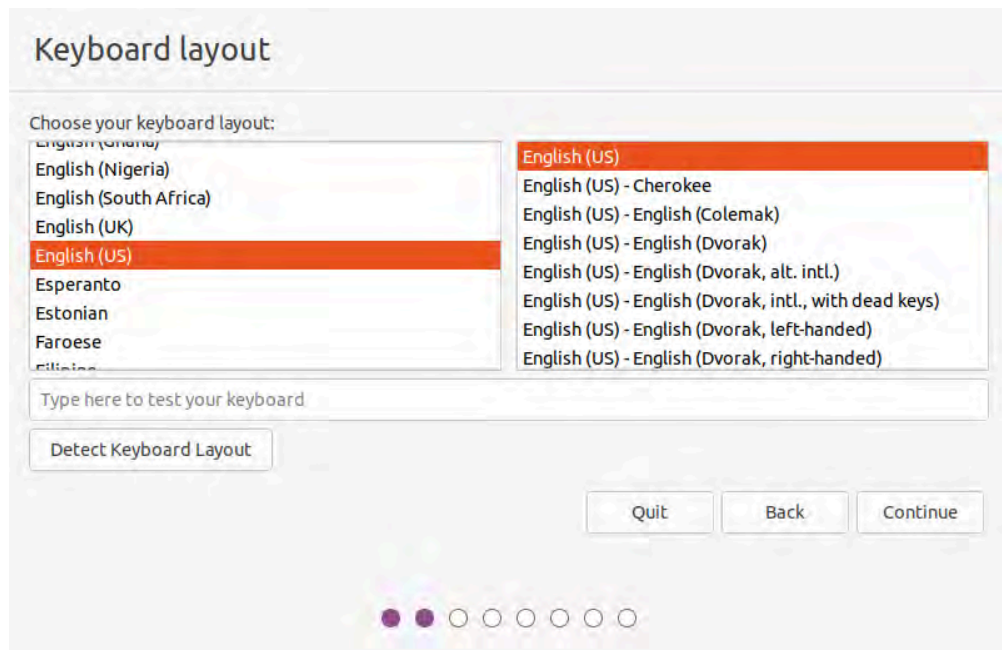 Keyboard layout
Choose your keyboard layout:
English (Ghana)
English (Nigeria)
English (South Africa)
English (UK)
English (US)
Esperanto
Estonian
Faroese
Filipino
English (US)
English (US) - Cherokee
English (US) - English (Colemak)
English (US) - English (Dvorak)
English (US) - English (Dvorak, alt. intl.)
English (US) - English (Dvorak, intl., with dead keys)
English (US) - English (Dvorak, left-handed)
English (US) - English (Dvorak, right-handed)
Type here to test your keyboard
Detect Keyboard Layout
Quit
Back
Continue